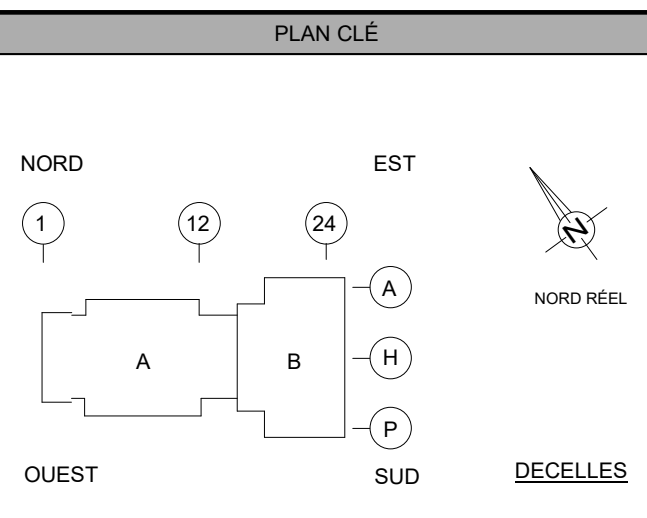 PLAN CLÉ
NORD EST
1 12 24
A
N
NORD RÉEL
A B H
P
OUEST SUD DECELLES